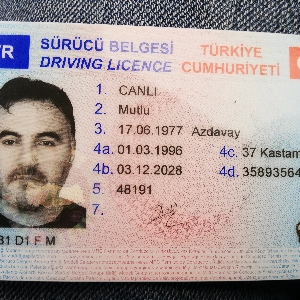 TR SÜRÜCÜ BELGESİ TÜRKİYE
DRIVING LICENCE CUMHURİYETİ
1. CANLI
2. Mutlu
3. 17.06.1977 Azdavay
4a. 01.03.1996 4c. 37 Kastam
4b. 03.12.2028 4d. 35893564
5. 48191
7.
B1 D1 F M